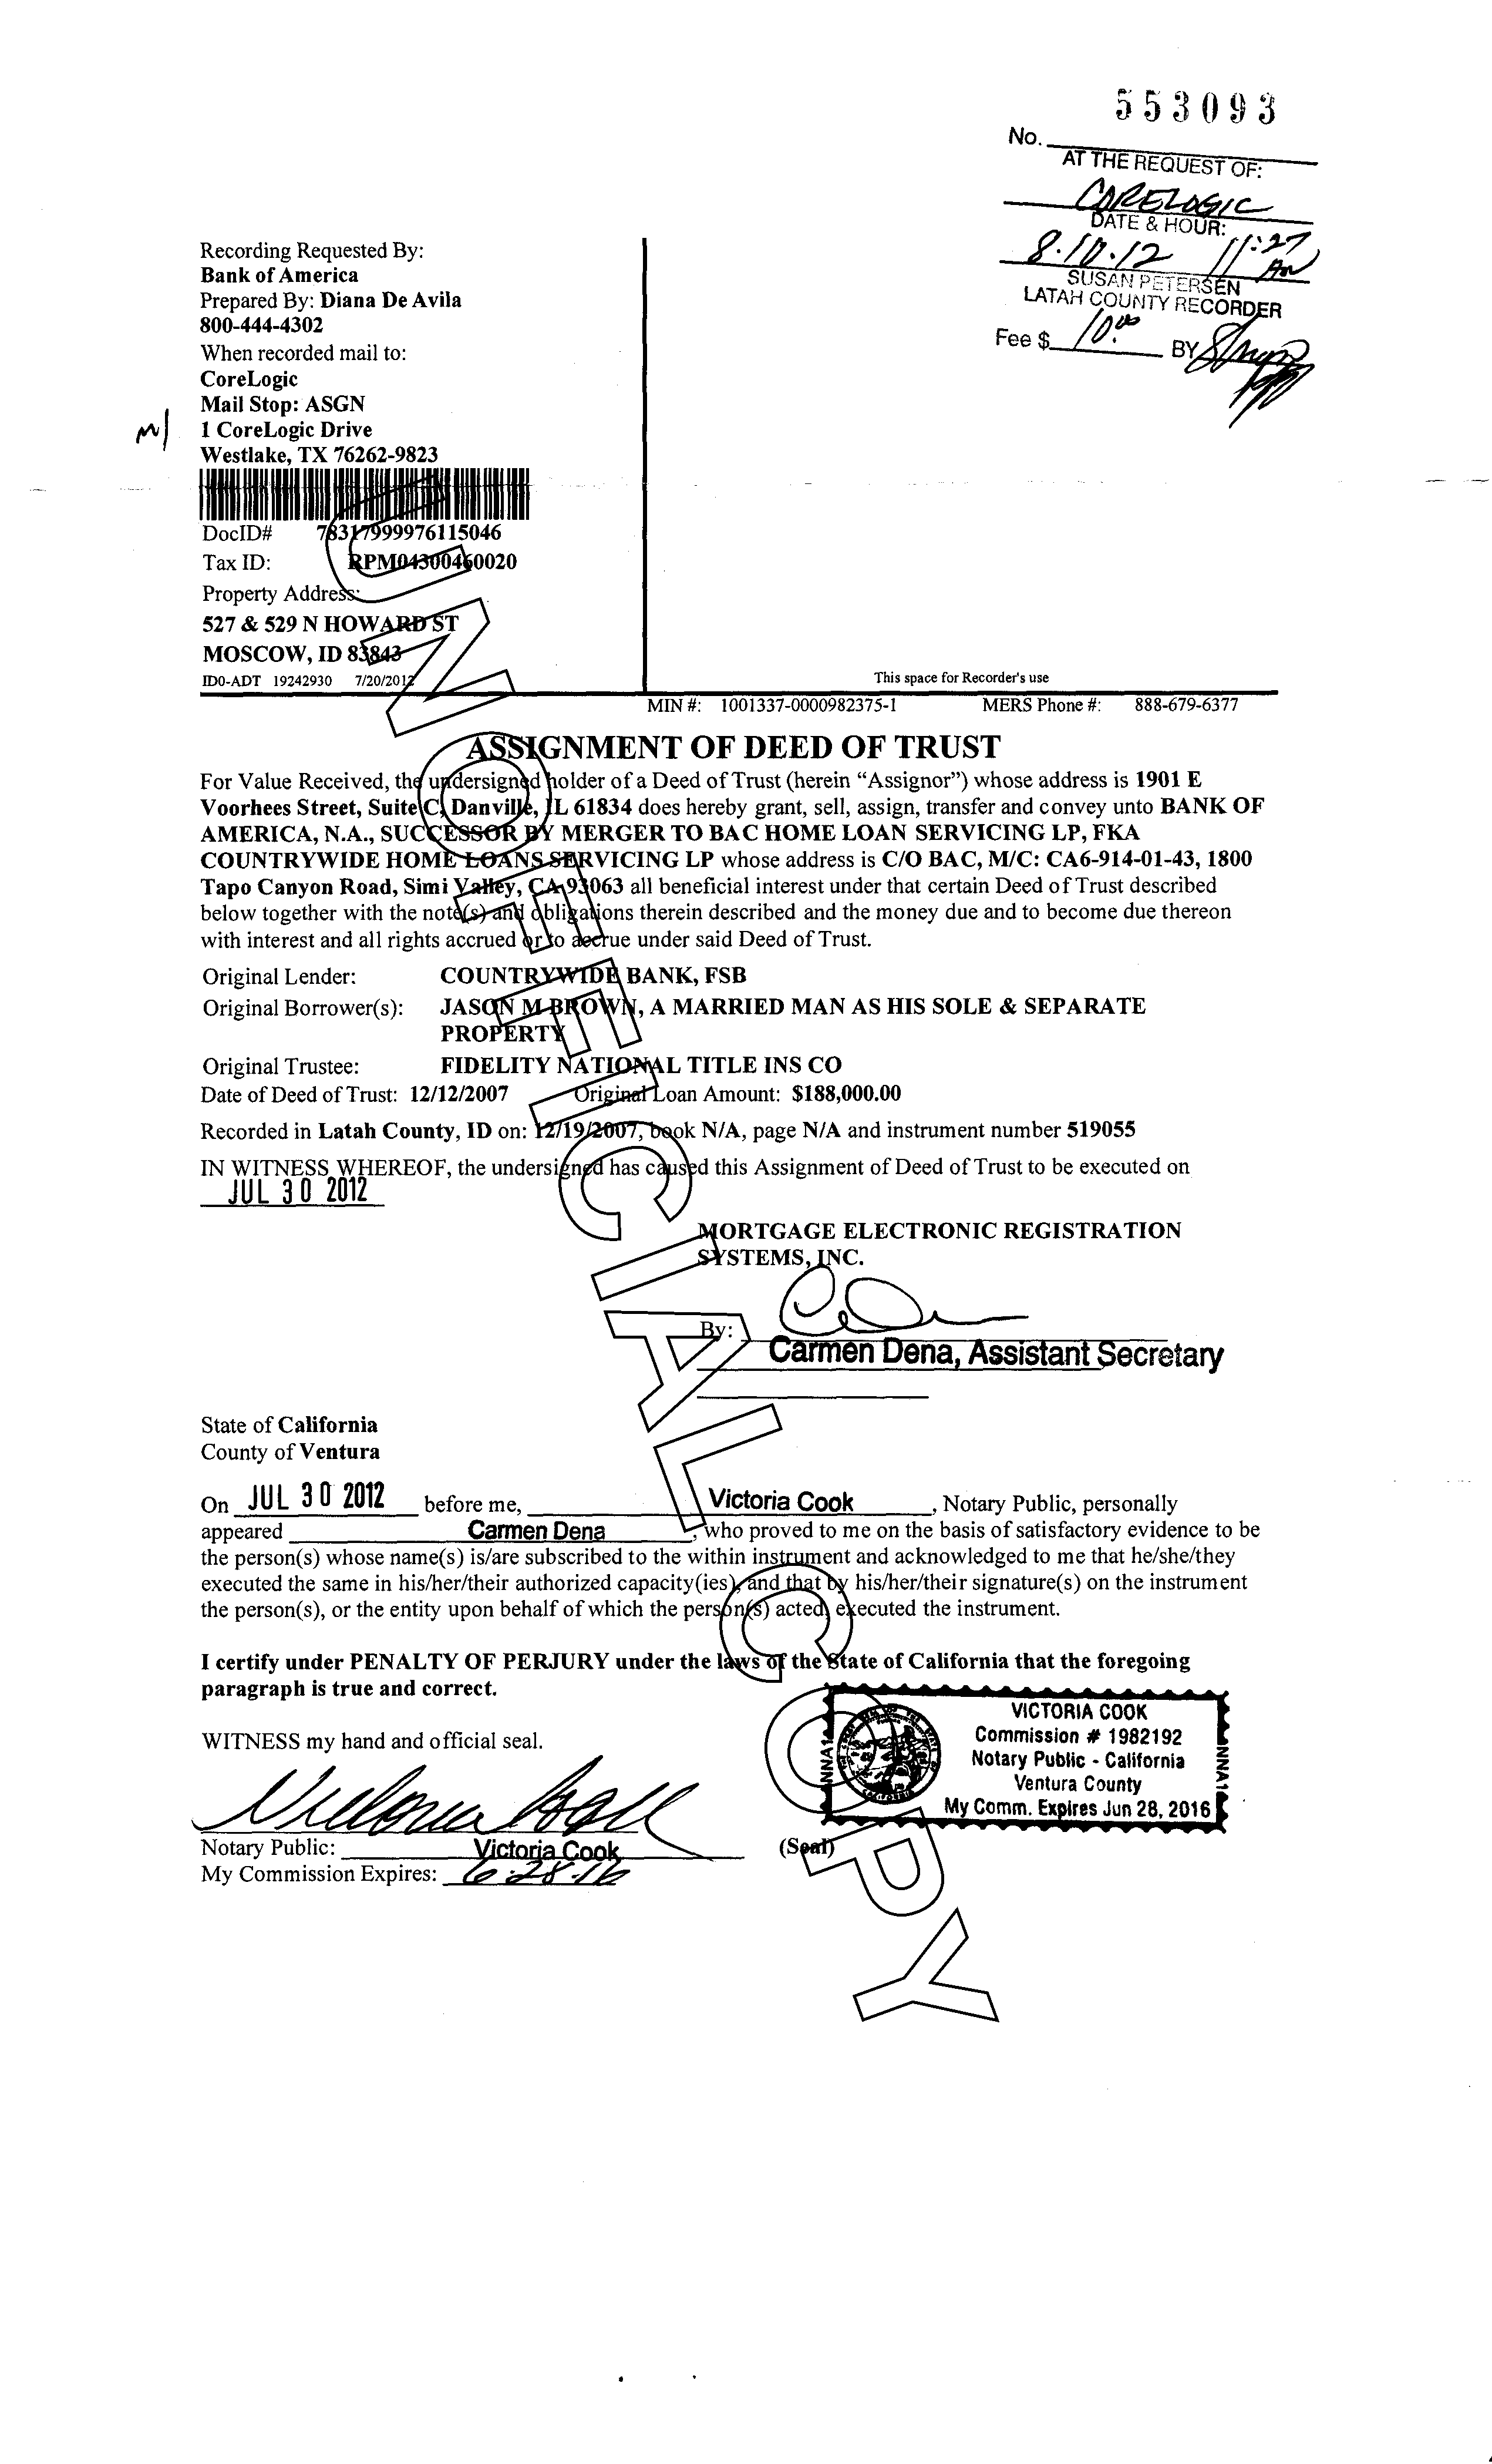 553093
No.
AT THE REQUEST OF:
CORELOGIC
DATE & HOUR:
8.10.12 11:27 AM
SUSAN PETERSEN
LATAH COUNTY RECORDER
Fee $ 10.00 BY
Recording Requested By:
Bank of America
Prepared By: Diana De Avila
800-444-4302
When recorded mail to:
CoreLogic
Mail Stop: ASGN
1 CoreLogic Drive
Westlake, TX 76262-9823
DocID# 78317999976115046
Tax ID: RPM04300460020
Property Address:
527 & 529 N HOWARD ST
MOSCOW, ID 83843
ID0-ADT 19242930 7/20/2012
This space for Recorder's use
MIN #: 1001337-0000982375-1 MERS Phone #: 888-679-6377
ASSIGNMENT OF DEED OF TRUST
For Value Received, the undersigned holder of a Deed of Trust (herein “Assignor”) whose address is 1901 E
Voorhees Street, Suite C, Danville, IL 61834 does hereby grant, sell, assign, transfer and convey unto BANK OF
AMERICA, N.A., SUCCESSOR BY MERGER TO BAC HOME LOAN SERVICING LP, FKA
COUNTRYWIDE HOME LOANS SERVICING LP whose address is C/O BAC, M/C: CA6-914-01-43, 1800
Tapo Canyon Road, Simi Valley, CA 93063 all beneficial interest under that certain Deed of Trust described
below together with the note(s) and obligations therein described and the money due and to become due thereon
with interest and all rights accrued or to accrue under said Deed of Trust.
Original Lender: COUNTRYWIDE BANK, FSB
Original Borrower(s): JASON M BROWN, A MARRIED MAN AS HIS SOLE & SEPARATE
PROPERTY
Original Trustee: FIDELITY NATIONAL TITLE INS CO
Date of Deed of Trust: 12/12/2007 Original Loan Amount: $188,000.00
Recorded in Latah County, ID on: 12/19/2007, book N/A, page N/A and instrument number 519055
IN WITNESS WHEREOF, the undersigned has caused this Assignment of Deed of Trust to be executed on
JUL 30 2012
MORTGAGE ELECTRONIC REGISTRATION
SYSTEMS, INC.
By:
Carmen Dena, Assistant Secretary
State of California
County of Ventura
On JUL 30 2012 before me, Victoria Cook, Notary Public, personally
appeared Carmen Dena, who proved to me on the basis of satisfactory evidence to be
the person(s) whose name(s) is/are subscribed to the within instrument and acknowledged to me that he/she/they
executed the same in his/her/their authorized capacity(ies), and that by his/her/their signature(s) on the instrument
the person(s), or the entity upon behalf of which the person(s) acted, executed the instrument.
I certify under PENALTY OF PERJURY under the laws of the State of California that the foregoing
paragraph is true and correct.
WITNESS my hand and official seal.
VICTORIA COOK
Commission # 1982192
Notary Public - California
Ventura County
My Comm. Expires Jun 28, 2016
Victoria Cook
Notary Public: Victoria Cook (Seal)
My Commission Expires: 6-28-16
UNOFFICIAL COPY